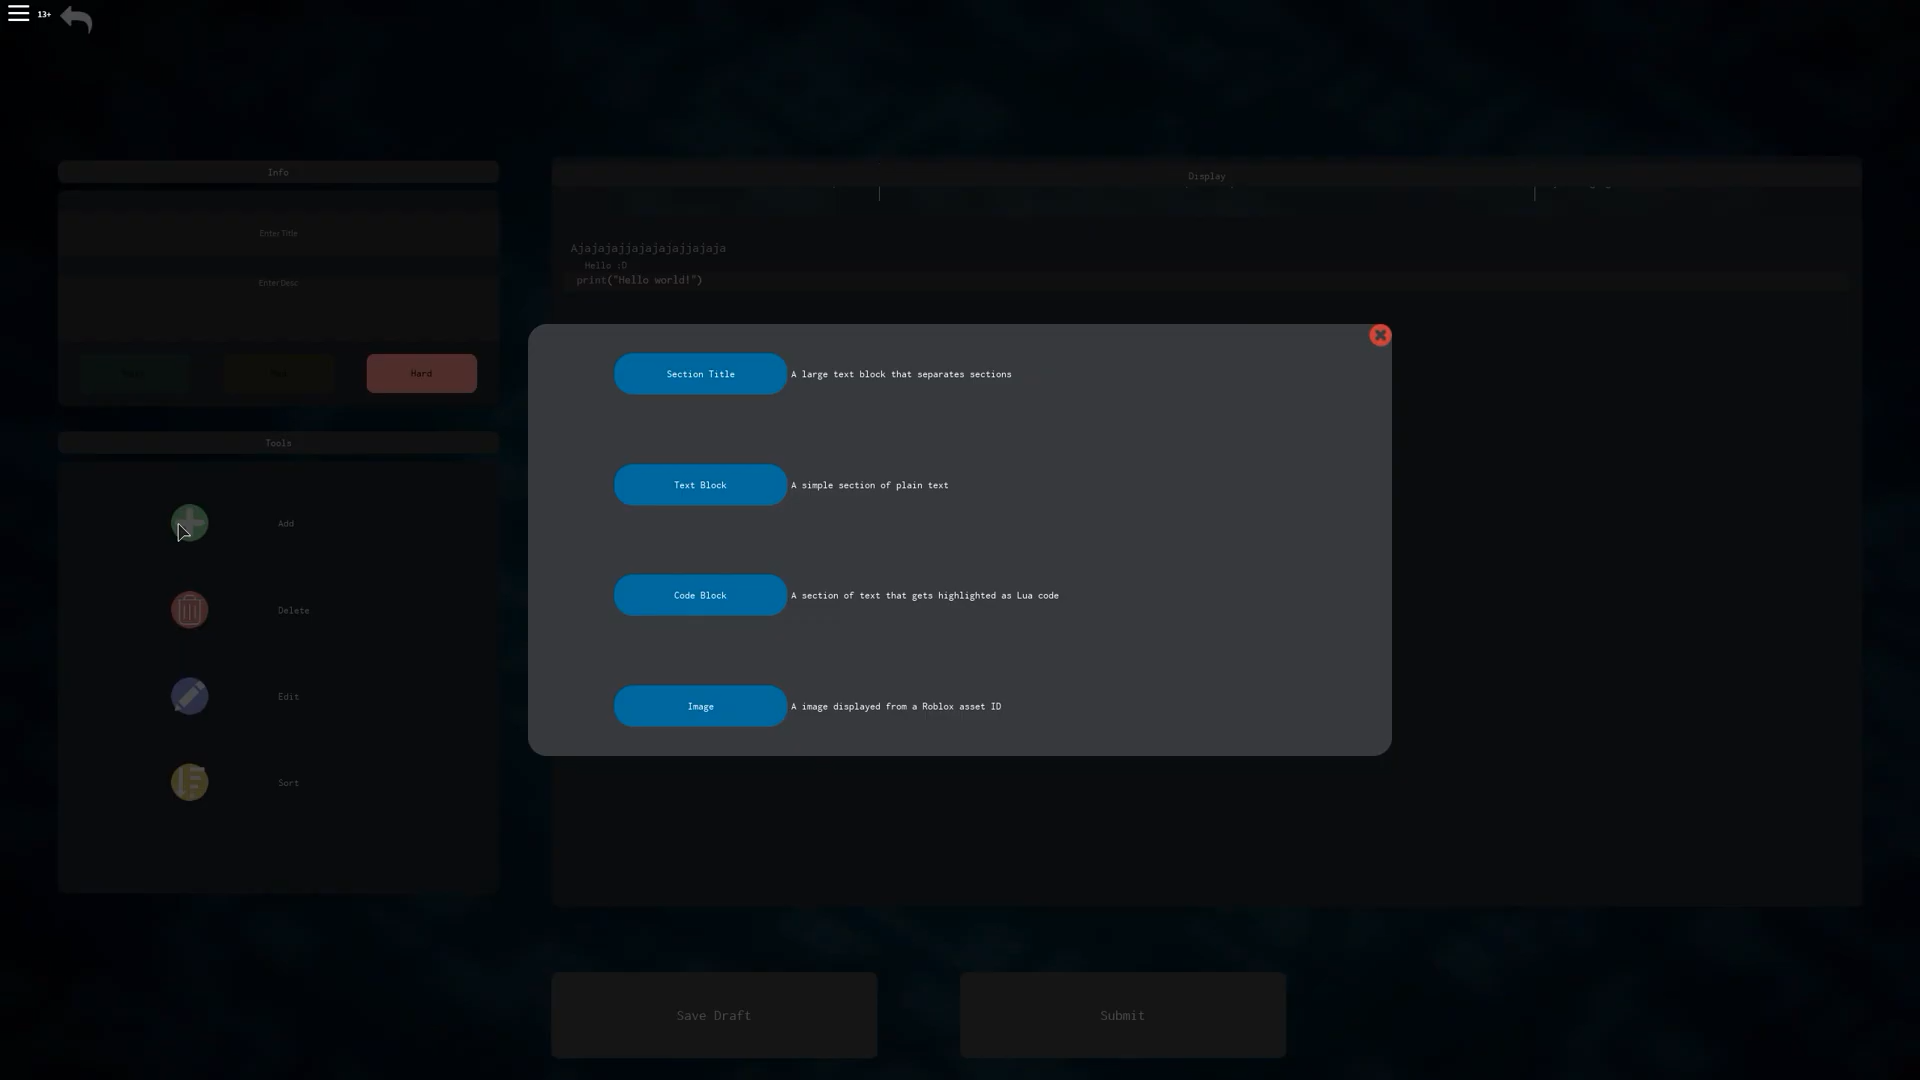 13+
Info
Enter Title
Enter Desc
Hard
Tools
Add
Delete
Edit
Sort
Display
Ajajajajjajajajajjajaja
Hello :D
print("Hello world!")
Section Title A large text block that separates sections
Text Block A simple section of plain text
Code Block A section of text that gets highlighted as Lua code
Image A image displayed from a Roblox asset ID
Save Draft
Submit